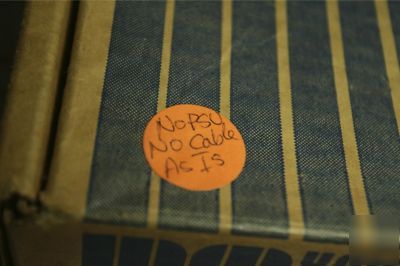 No PSU
No Cable
As Is